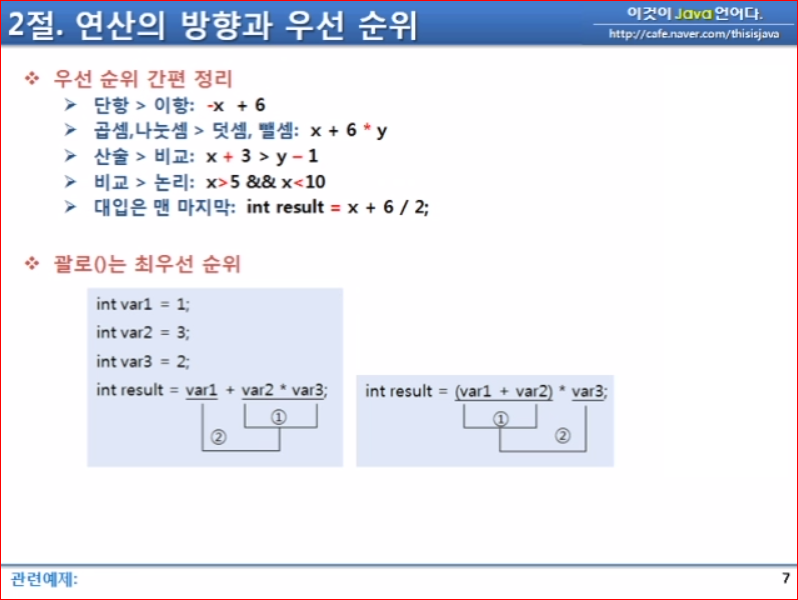 2절. 연산의 방향과 우선 순위
이것이 Java 언어다.
http://cafe.naver.com/thisisjava
❖ 우선 순위 간편 정리
➢ 단항 > 이항: -x + 6
➢ 곱셈,나눗셈 > 덧셈, 뺄셈: x + 6 * y
➢ 산술 > 비교: x + 3 > y – 1
➢ 비교 > 논리: x>5 && x<10
➢ 대입은 맨 마지막: int result = x + 6 / 2;
❖ 괄로()는 최우선 순위
int var1 = 1;
int var2 = 3;
int var3 = 2;
int result = var1 + var2 * var3;
①
②
int result = (var1 + var2) * var3;
①
②
관련예제:
7